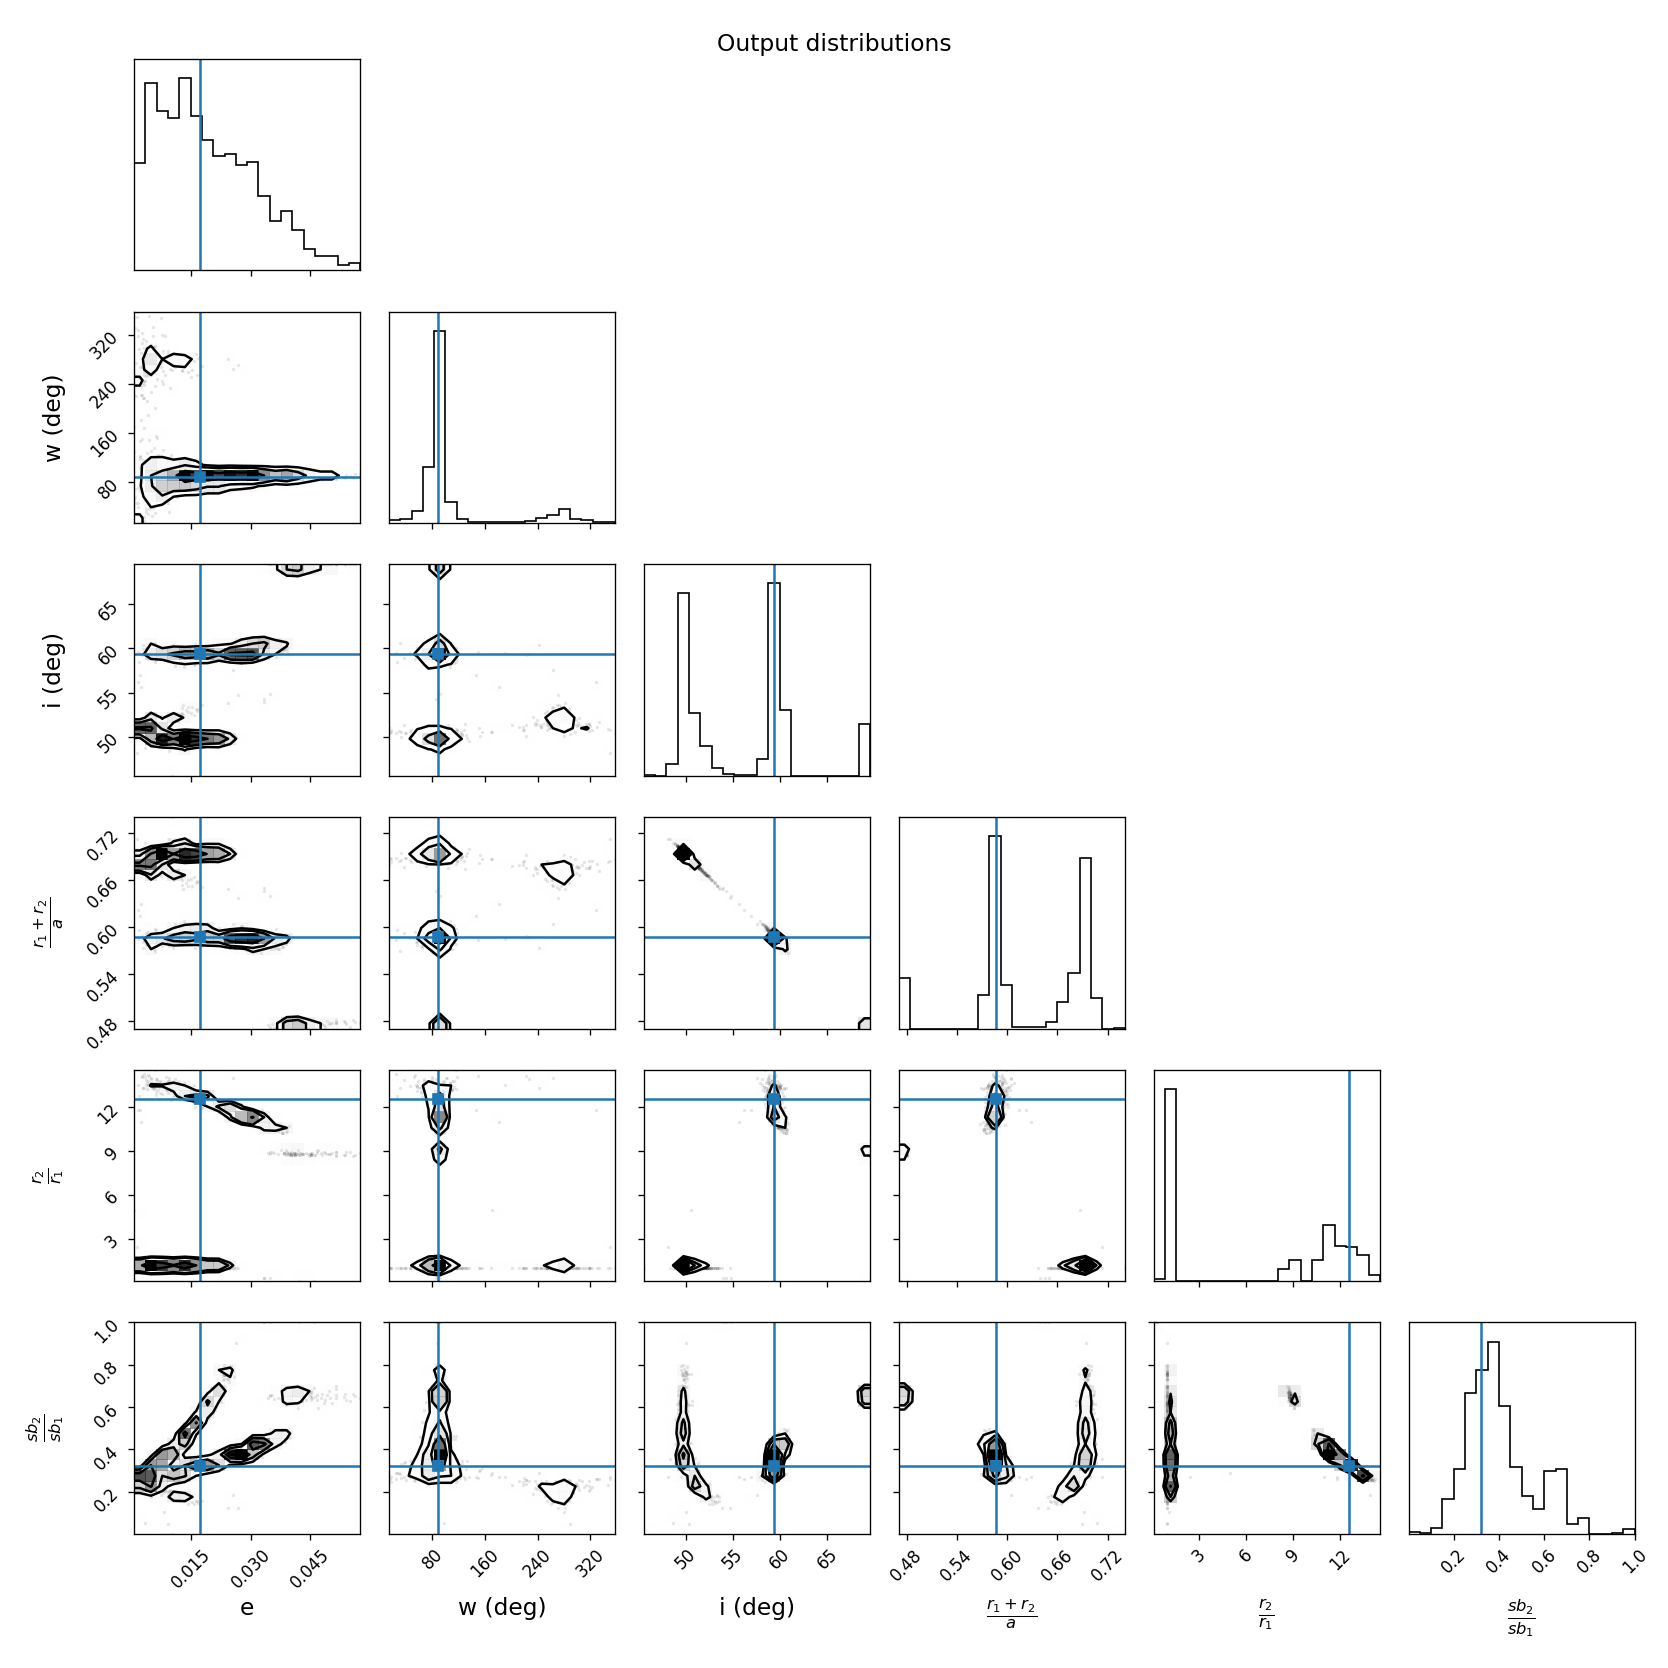 Output distributions
w (deg)
320
240
160
80
i (deg)
65
60
55
50
r₁ + r₂
a
0.72
0.66
0.60
0.54
0.48
r₂
r₁
12
9
6
3
sb₂
sb₁
1.0
0.8
0.6
0.4
0.2
0.015 0.030 0.045 80 160 240 320 50 55 60 65 0.48 0.54 0.60 0.66 0.72 3 6 9 12 0.2 0.4 0.6 0.8 1.0
e w (deg) i (deg) r₁ + r₂ r₂ sb₂
a r₁ sb₁